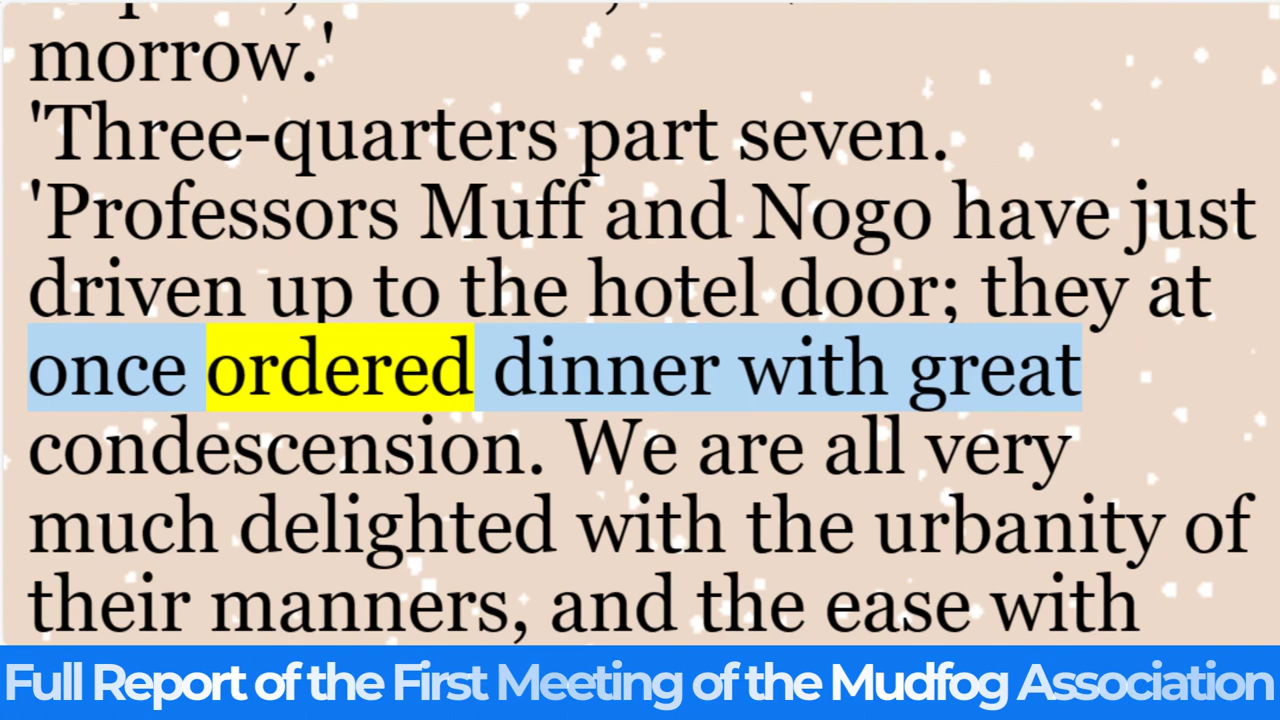 morrow.'
'Three-quarters part seven.
'Professors Muff and Nogo have just
driven up to the hotel door; they at
once ordered dinner with great
condescension. We are all very
much delighted with the urbanity of
their manners, and the ease with
Full Report of the First Meeting of the Mudfog Association